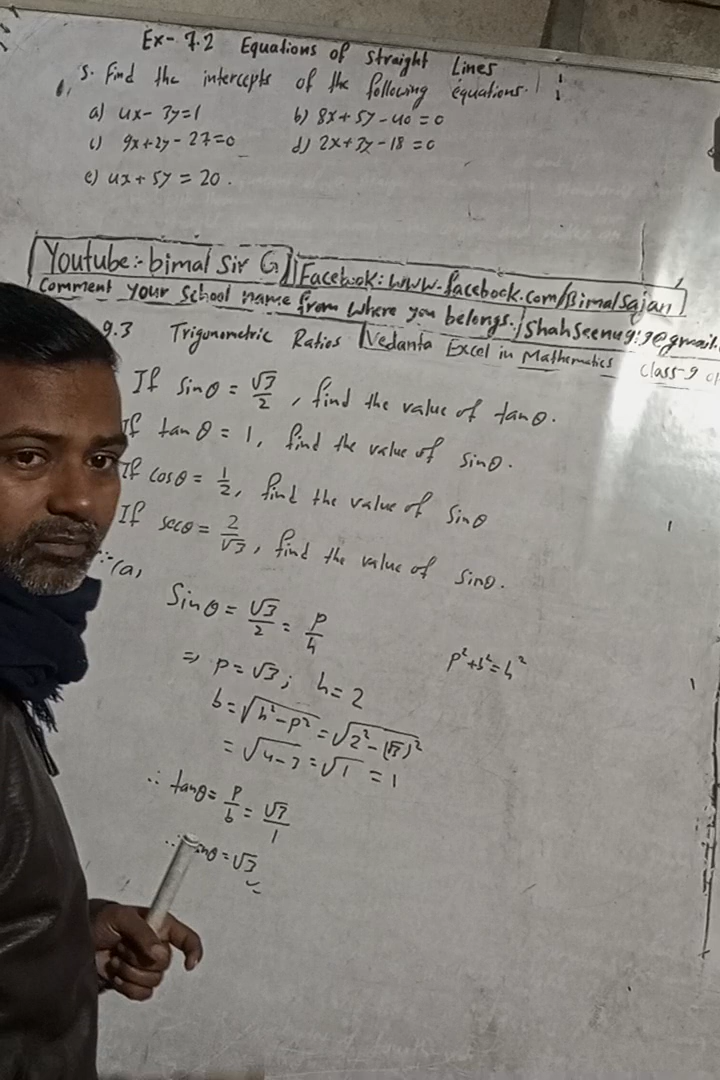 Ex- 7.2 Equations of Straight Lines
5. Find the intercepts of the following equations.
a) 4x - 3y = 1 b) 8x + 5y - 40 = 0
c) 9x + 2y - 27 = 0 d) 2x + 3y - 18 = 0
e) 4x + 5y = 20.
Youtube:- bimal Sir G Facebook: www.facebook.com/BimalSajan
Comment your School name from where you belongs. / Shahseenu9
9.3 Trigonometric Ratios Vedanta Excel in Mathematics Class-9
If sinθ = √3/2, find the value of tanθ.
If tanθ = 1, find the value of sinθ.
If cosθ = 1/2, find the value of sinθ
If secθ = 2/√3, find the value of sinθ.
(a)
Sinθ = √3/2 = p/h
⇒ p = √3; h = 2 p² + b² = h²
b = √(h² - p²) = √(2² - (√3)²)
= √(4-3) = √1 = 1
∴ tanθ = p/b = √3/1
θ = √3